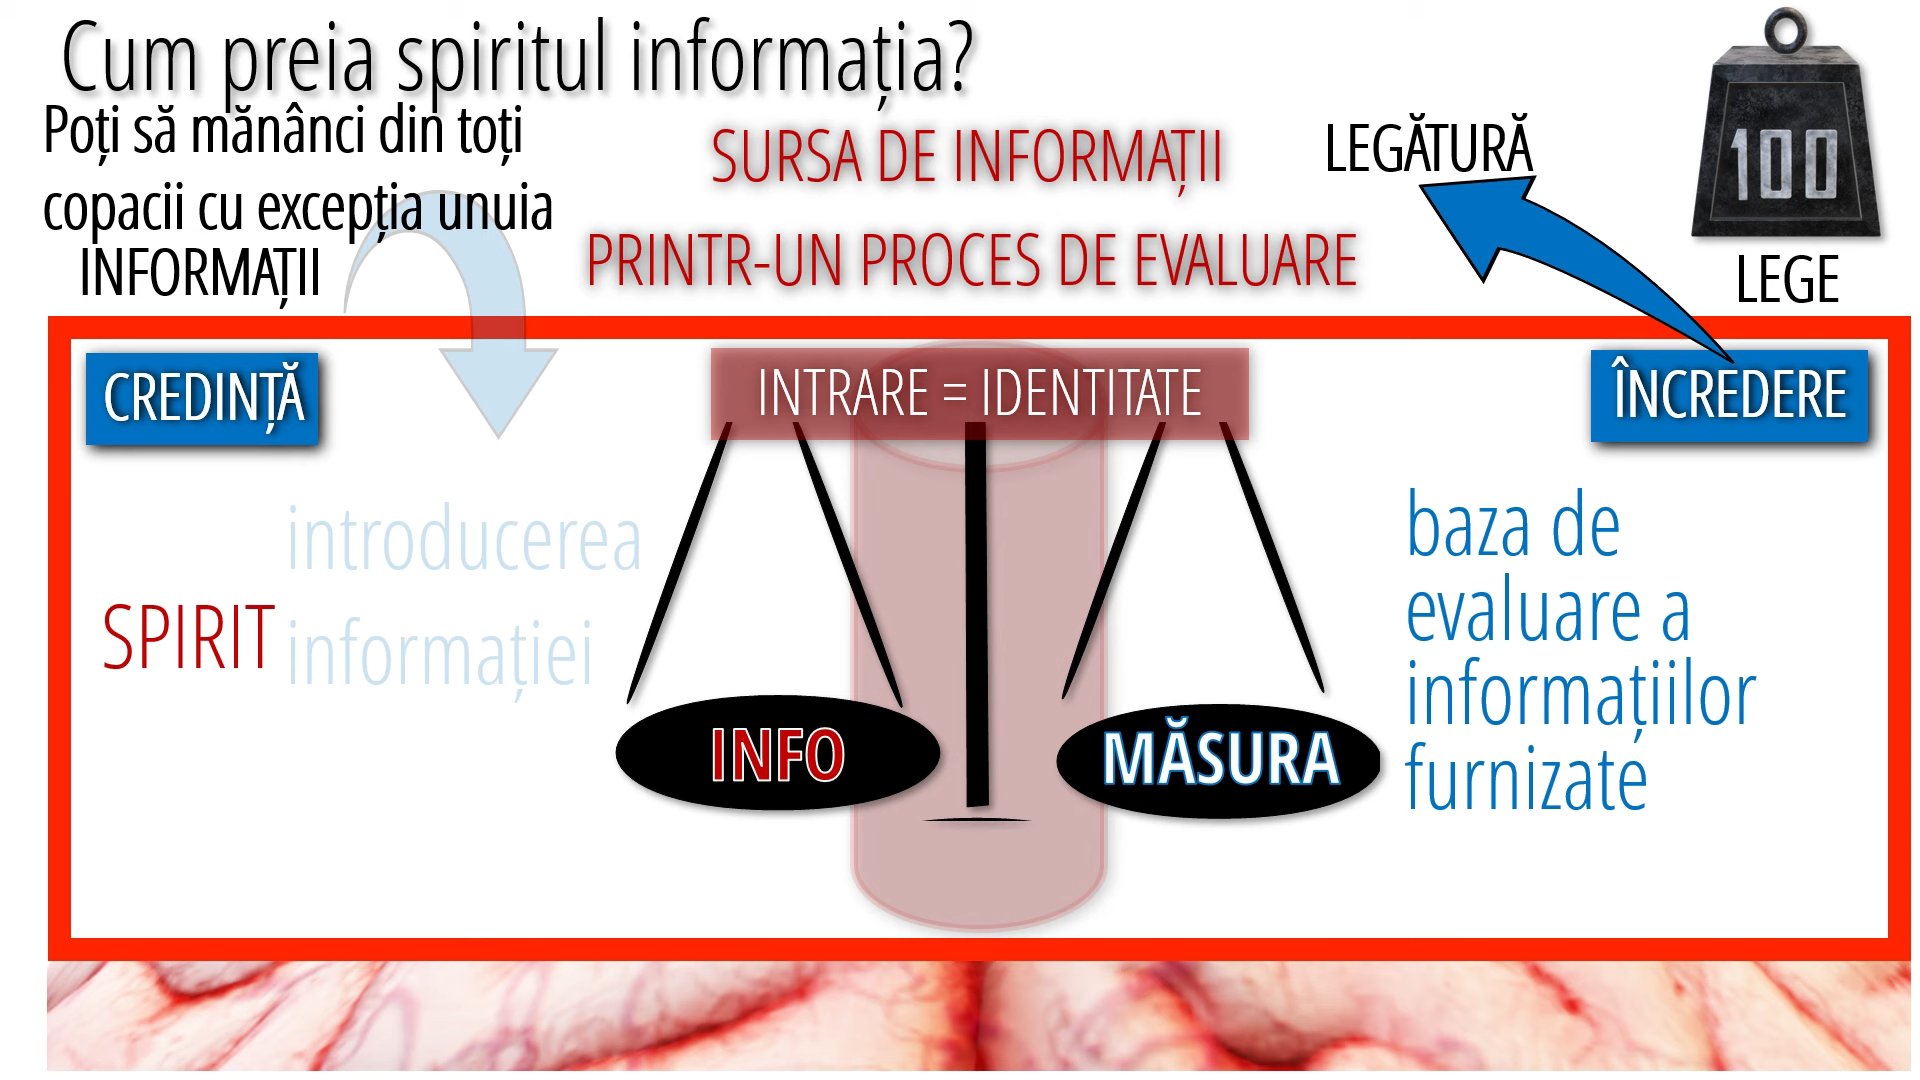 Cum preia spiritul informația?
Poți să mănânci din toți
copacii cu excepția unuia
INFORMAȚII
SURSA DE INFORMAȚII
PRINTR-UN PROCES DE EVALUARE
LEGĂTURĂ
100
LEGE
CREDINȚĂ
INTRARE = IDENTITATE
ÎNCREDERE
introducerea
SPIRIT informației
INFO
MĂSURA
baza de
evaluare a
informațiilor
furnizate